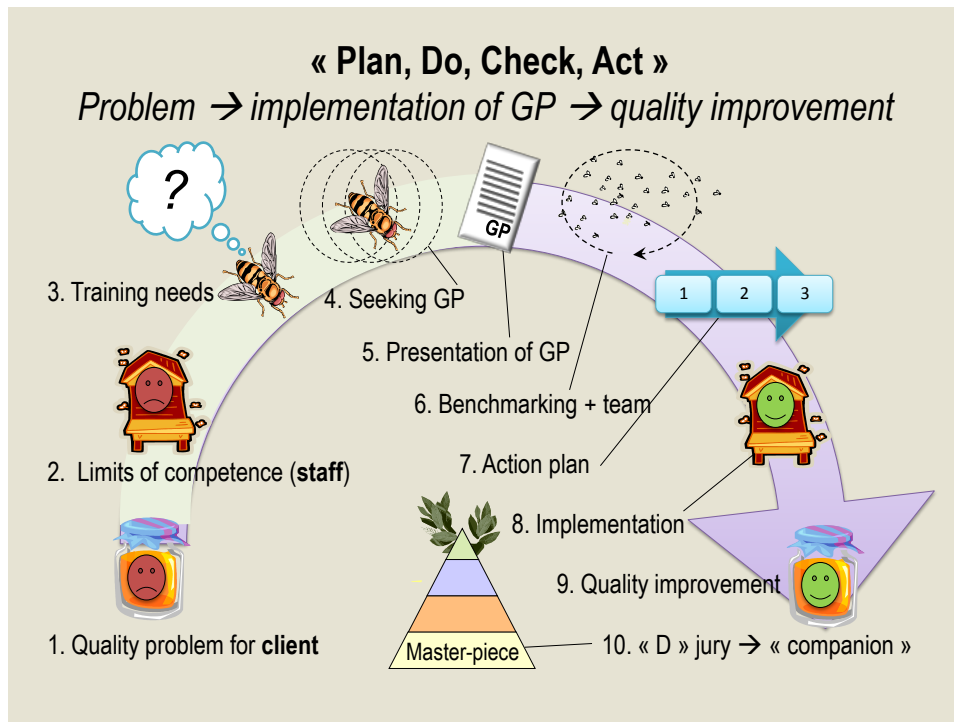 « Plan, Do, Check, Act »
Problem → implementation of GP → quality improvement
?
GP
3. Training needs
4. Seeking GP
1 2 3
5. Presentation of GP
6. Benchmarking + team
2. Limits of competence (staff)
7. Action plan
8. Implementation
9. Quality improvement
1. Quality problem for client
Master-piece
10. « D » jury → « companion »